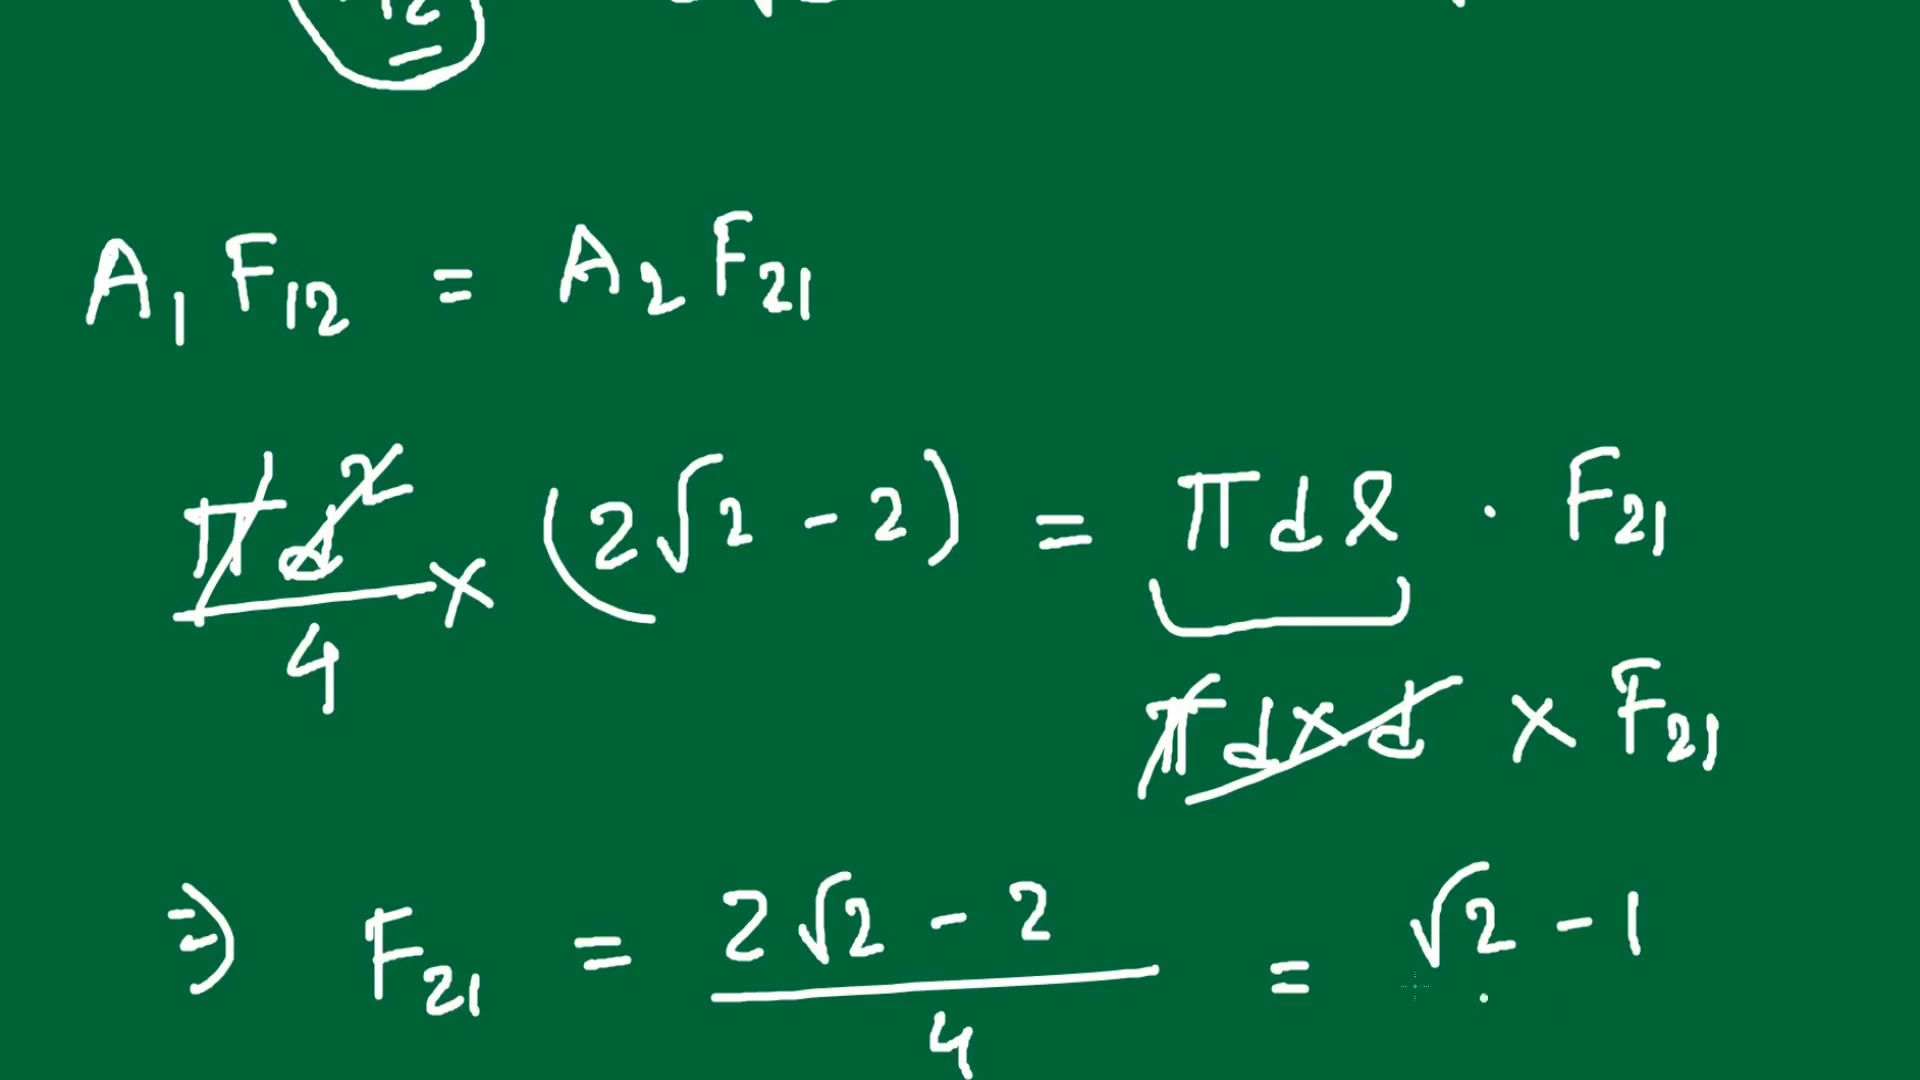 A₁ F₁₂ = A₂ F₂₁
πd²/4 × (2√2 - 2) = πdl · F₂₁
πd×d × F₂₁
⇒ F₂₁ = (2√2 - 2)/4 = √2 - 1